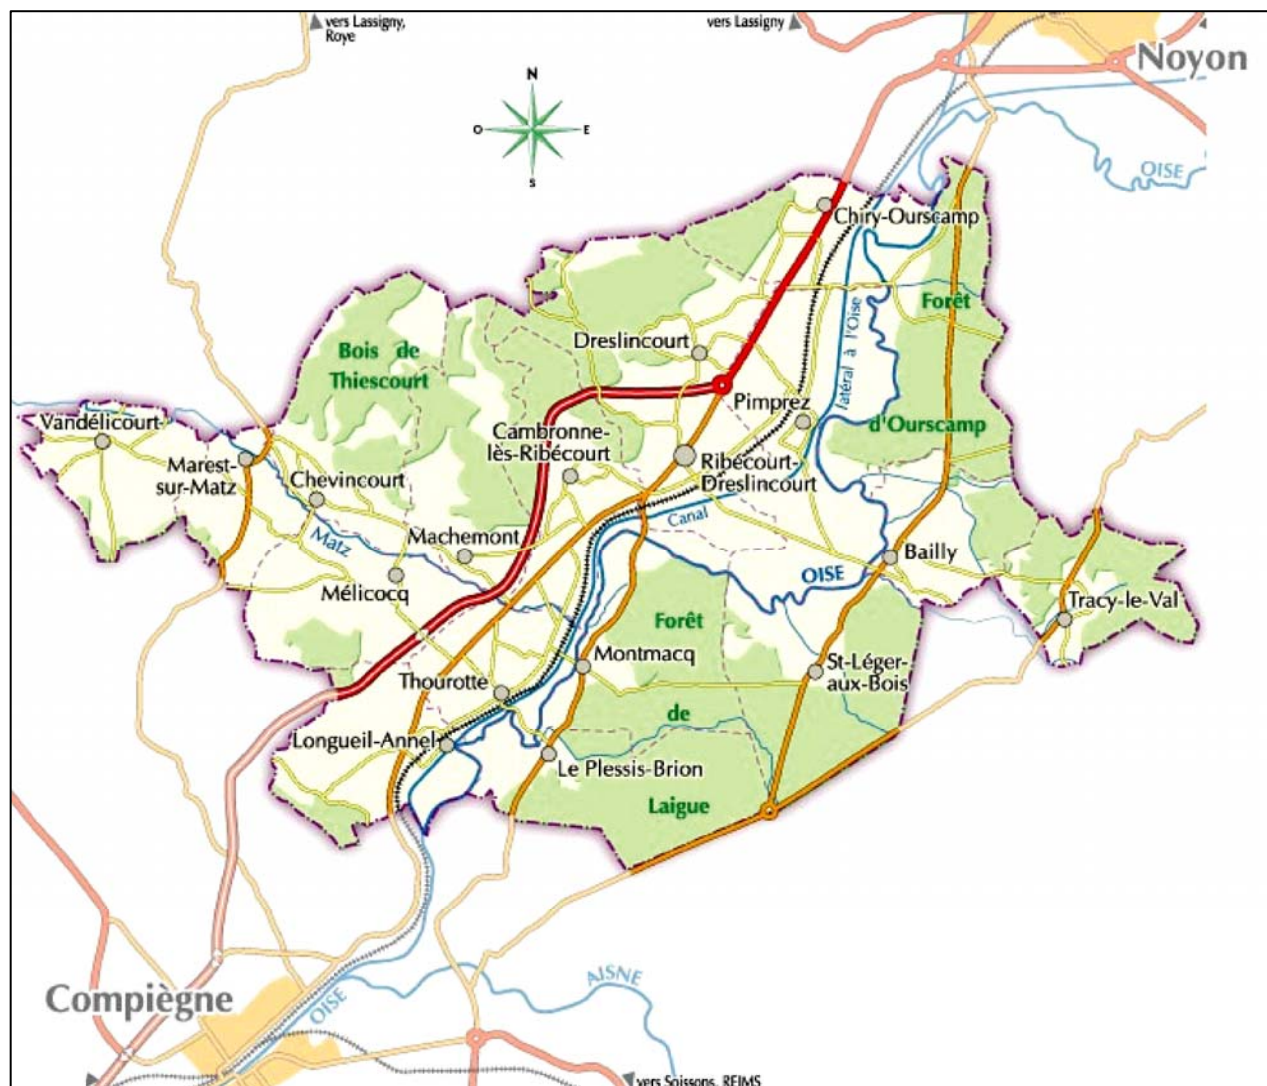 vers Lassigny,
Roye
vers Lassigny
Noyon
N
O
E
S
OISE
Chiry-Ourscamp
Forêt
latéral à l'Oise
Dreslincourt
Bois de
Thiescourt
Pimprez
Vandélicourt
d'Ourscamp
Cambronne-
lès-Ribécourt
Marest-
sur-Matz
Chevincourt
Ribécourt-
Dreslincourt
Canal
Matz
Machemont
Bailly
OISE
Mélicocq
Tracy-le-Val
Forêt
Montmacq
St-Léger-
aux-Bois
Thourotte
de
Longueil-Annel
Le Plessis-Brion
Laigue
AISNE
Compiègne
OISE
vers Soissons, REIMS